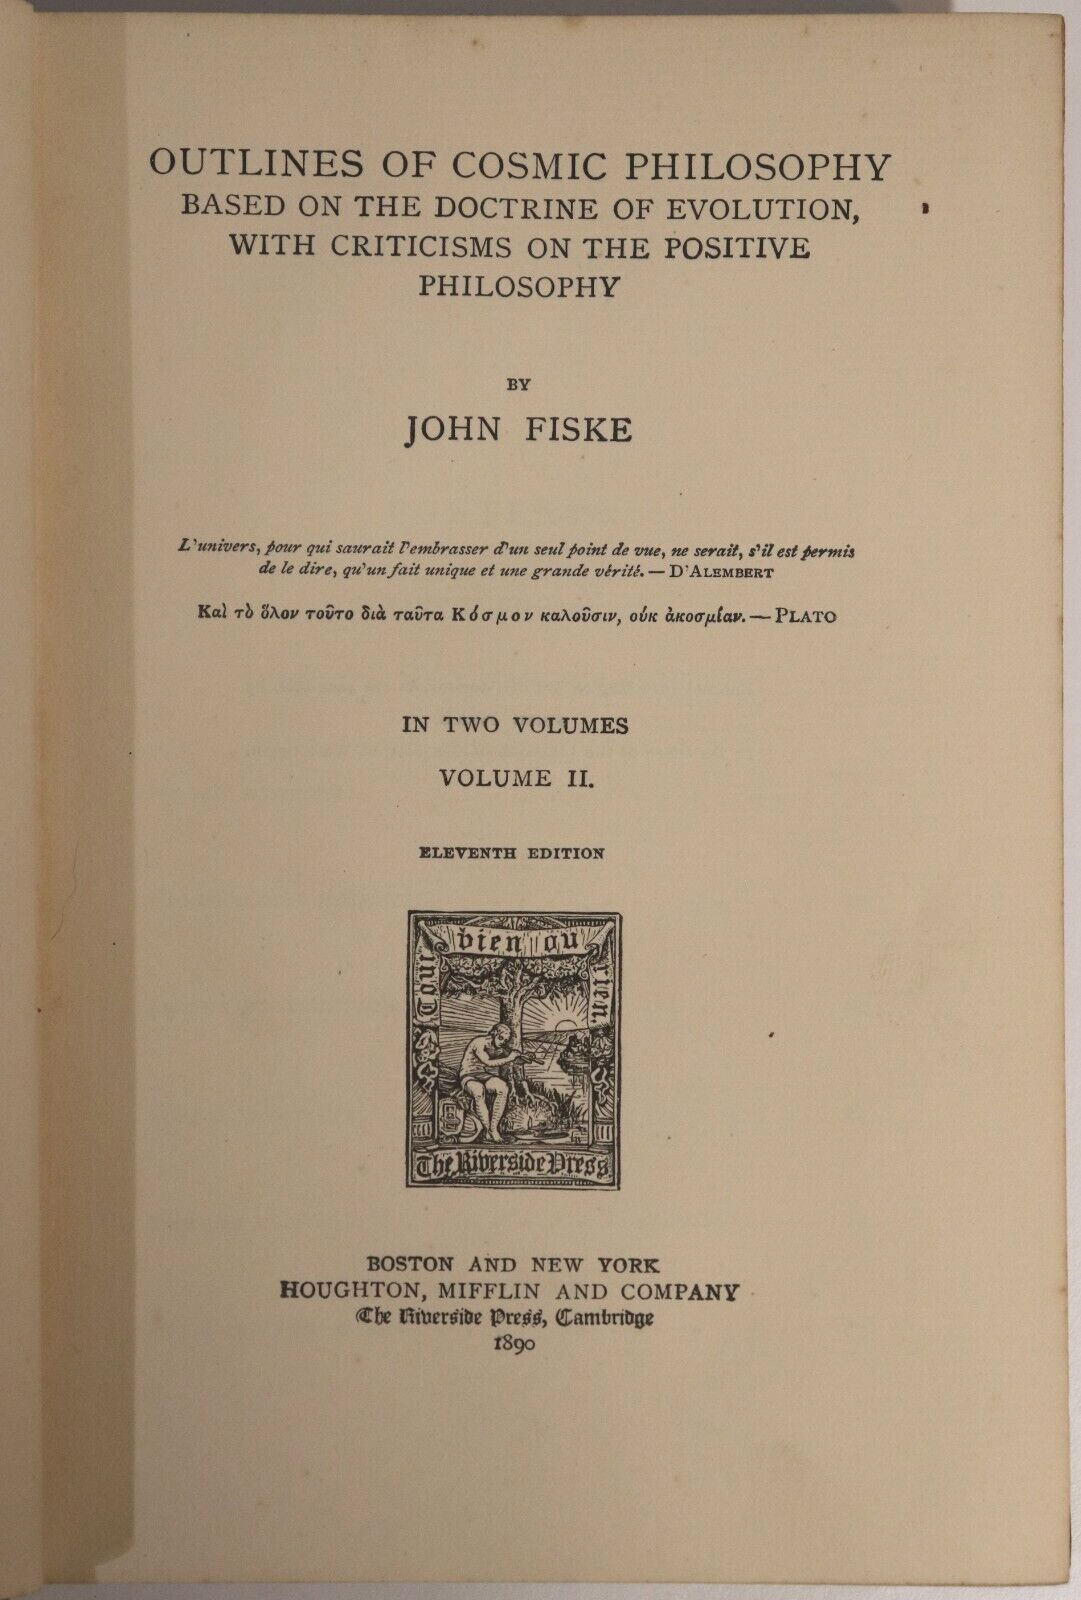 OUTLINES OF COSMIC PHILOSOPHY
BASED ON THE DOCTRINE OF EVOLUTION,
WITH CRITICISMS ON THE POSITIVE
PHILOSOPHY
BY
JOHN FISKE
L'univers, pour qui saurait l'embrasser d'un seul point de vue, ne serait, s'il est permis
de le dire, qu'un fait unique et une grande vérité. — D'ALEMBERT
Καὶ τὸ ὅλον τοῦτο διὰ ταῦτα Κόσμον καλοῦσιν, οὐκ ἀκοσμίαν. — PLATO
IN TWO VOLUMES
VOLUME II.
ELEVENTH EDITION
Tout bien ou rien.
The Riverside Press
BOSTON AND NEW YORK
HOUGHTON, MIFFLIN AND COMPANY
The Riverside Press, Cambridge
1890